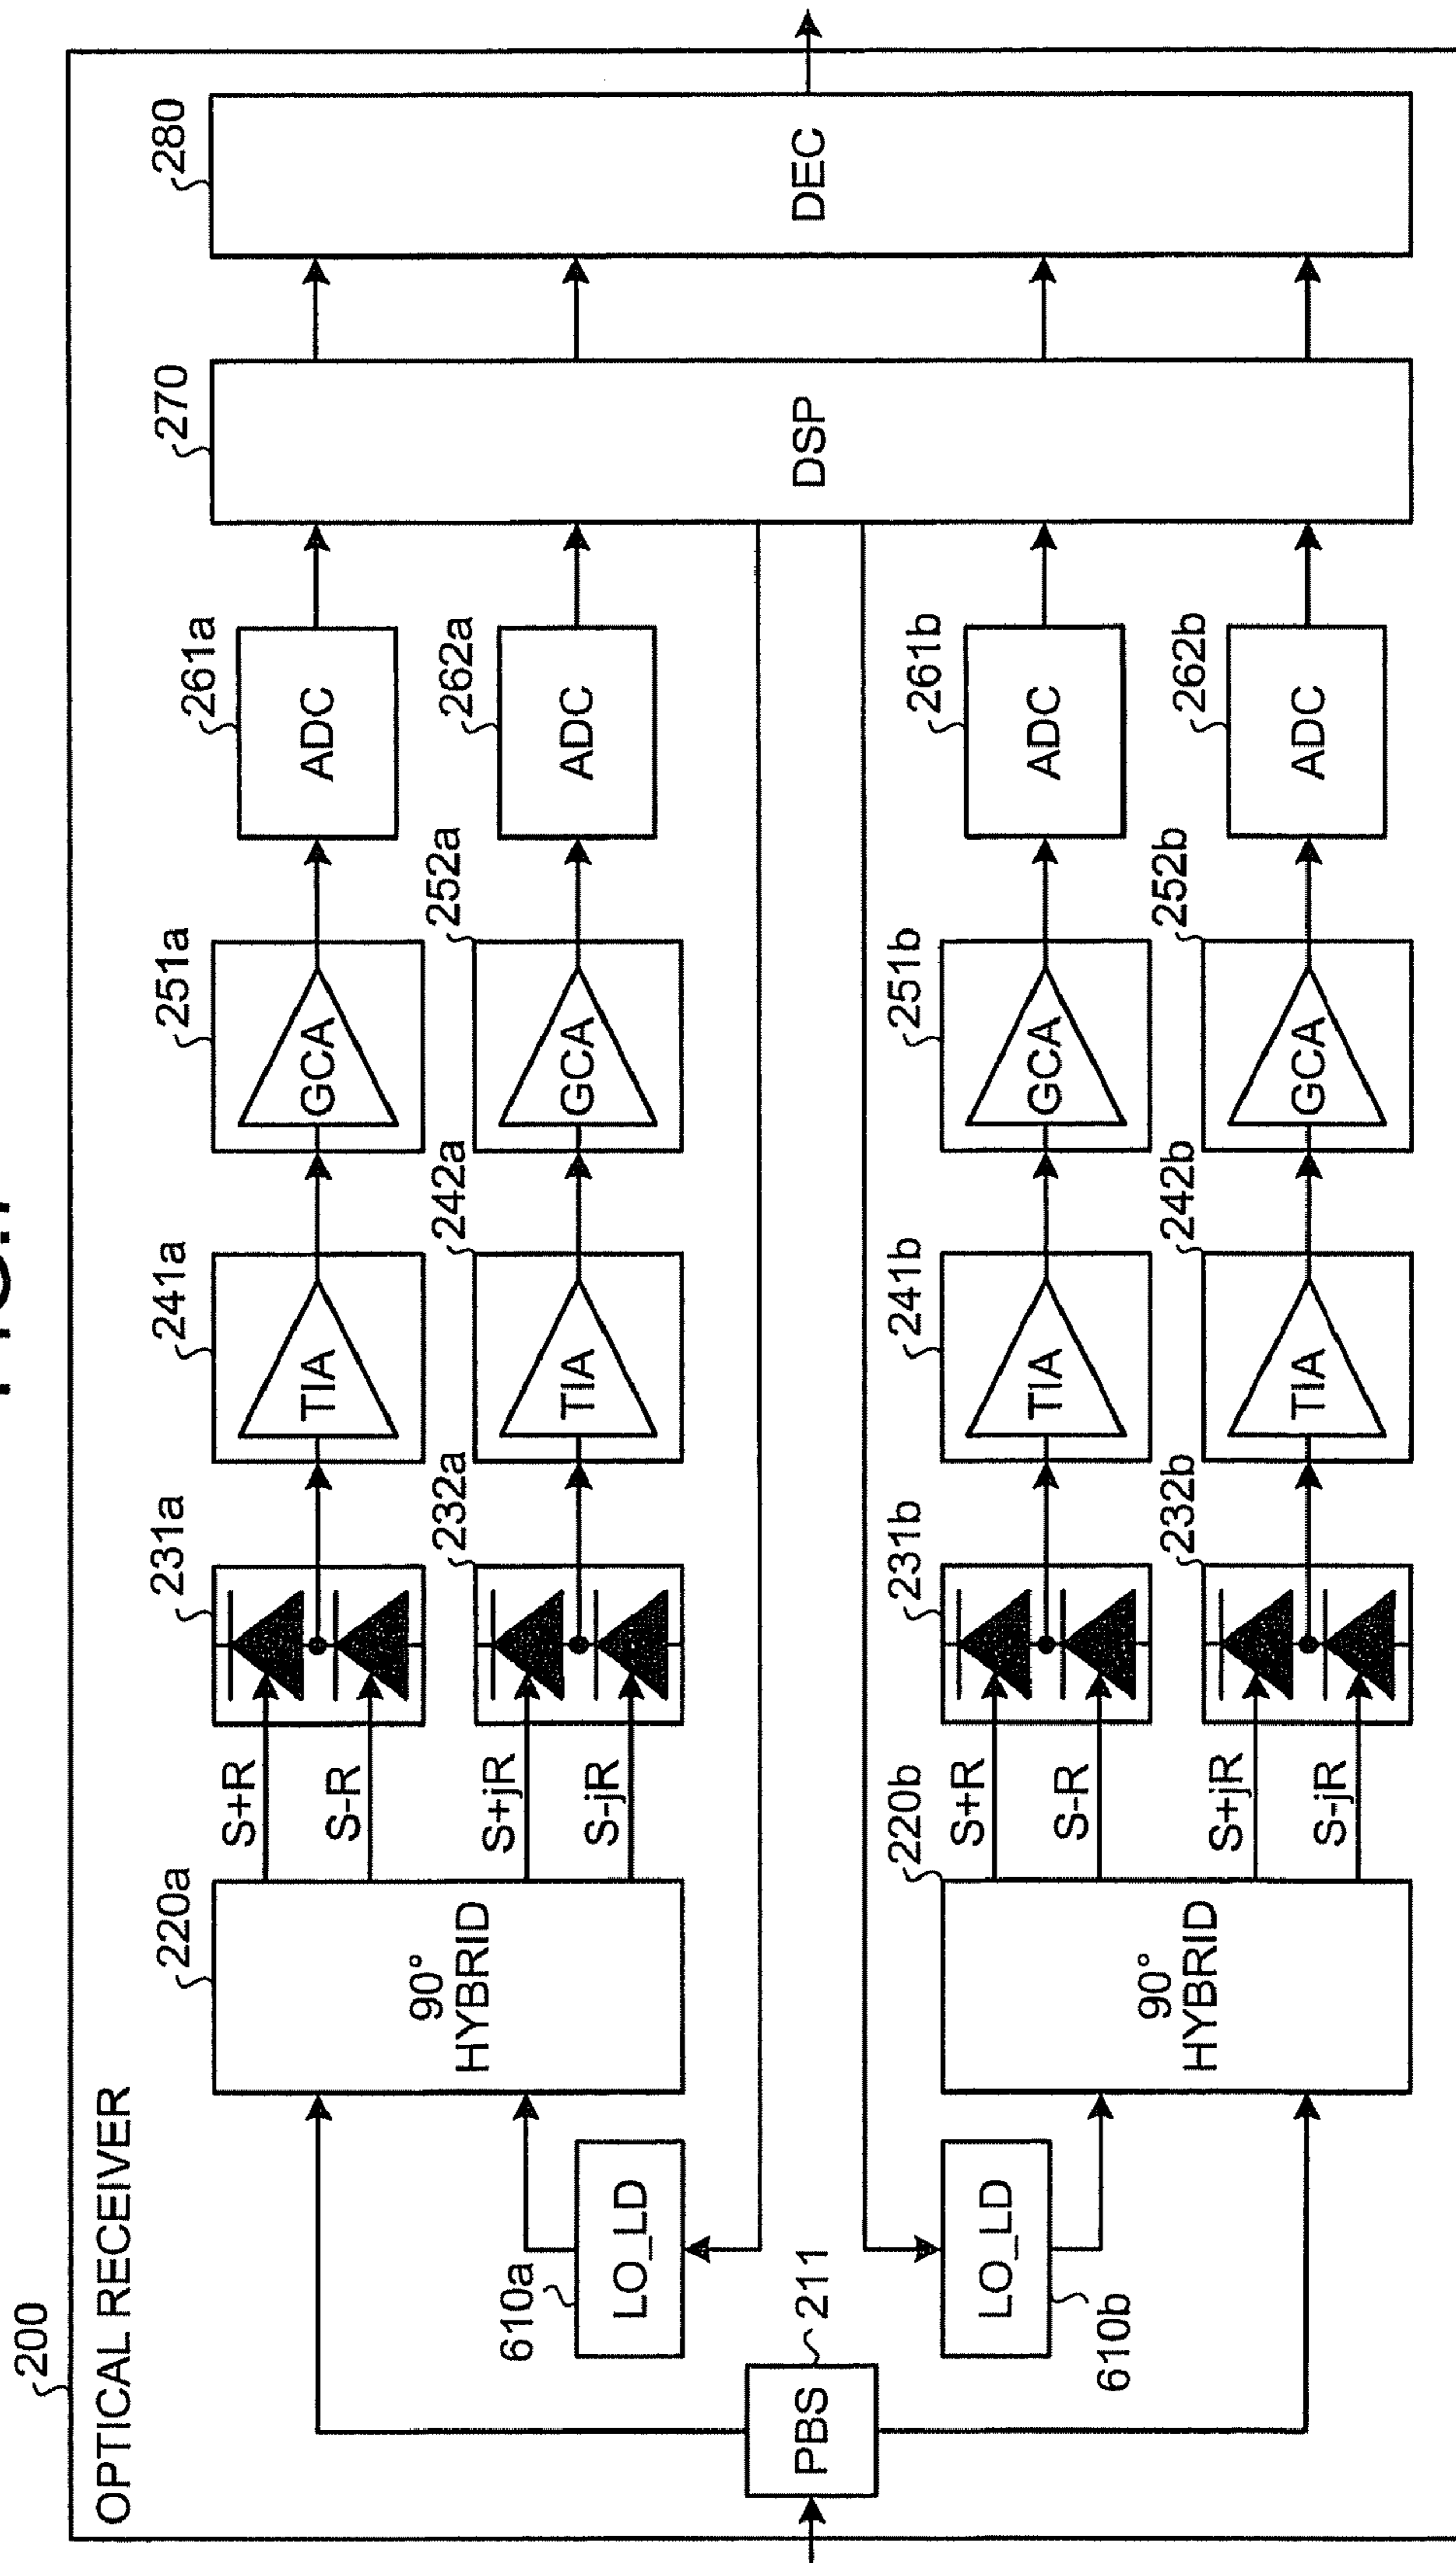 200
OPTICAL RECEIVER
PBS
211
LO_LD
610a
LO_LD
610b
220a
90°
HYBRID
220b
90°
HYBRID
S+R
S-R
S+jR
S-jR
S+R
S-R
S+jR
S-jR
231a
232a
231b
232b
241a
TIA
242a
TIA
241b
TIA
242b
TIA
251a
GCA
252a
GCA
251b
GCA
252b
GCA
261a
ADC
262a
ADC
261b
ADC
262b
ADC
270
DSP
280
DEC